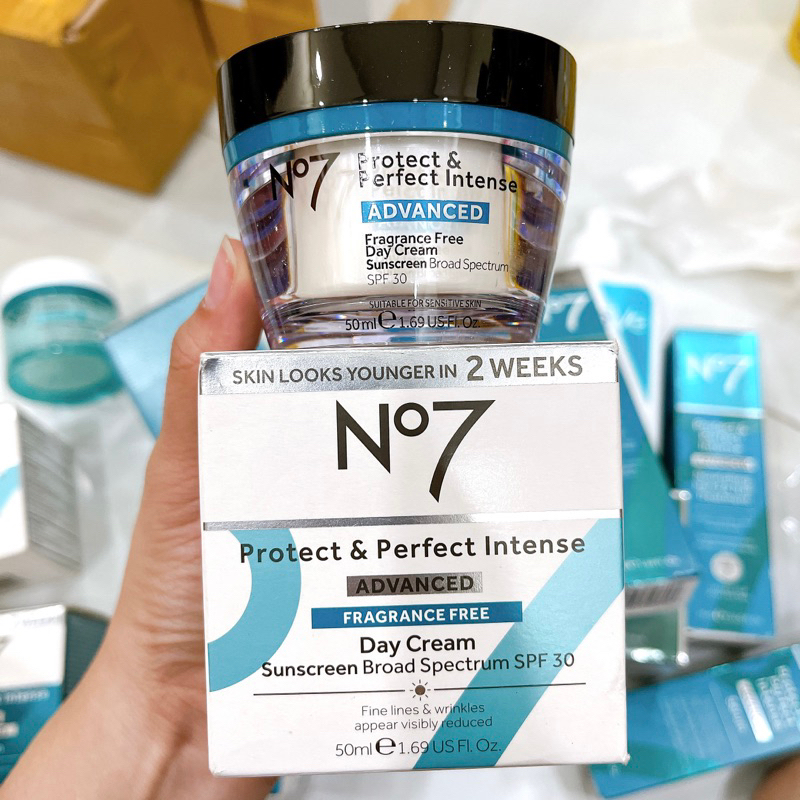 No7
Protect &
Perfect Intense
ADVANCED
Fragrance Free
Day Cream
Sunscreen Broad Spectrum
SPF 30
SUITABLE FOR SENSITIVE SKIN
50ml e 1.69 US Fl. Oz.
SKIN LOOKS YOUNGER IN 2 WEEKS
No7
Protect & Perfect Intense
ADVANCED
FRAGRANCE FREE
Day Cream
Sunscreen Broad Spectrum SPF 30
Fine lines & wrinkles
appear visibly reduced
50ml e 1.69 US Fl. Oz.
No7
No7